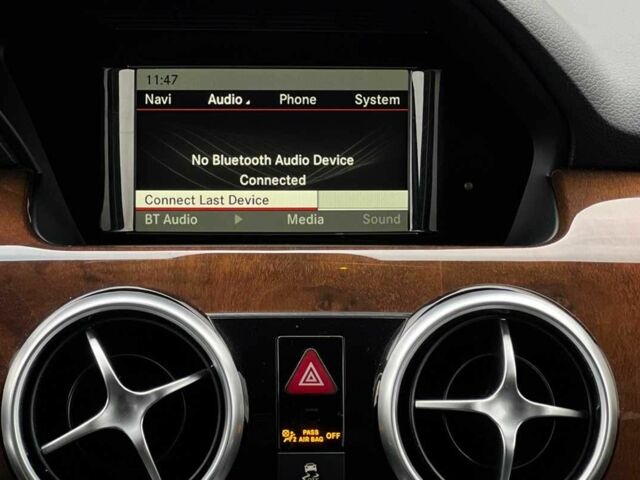 11:47
Navi Audio Phone System
No Bluetooth Audio Device
Connected
Connect Last Device
BT Audio Media Sound
PASS
2 AIR BAG OFF